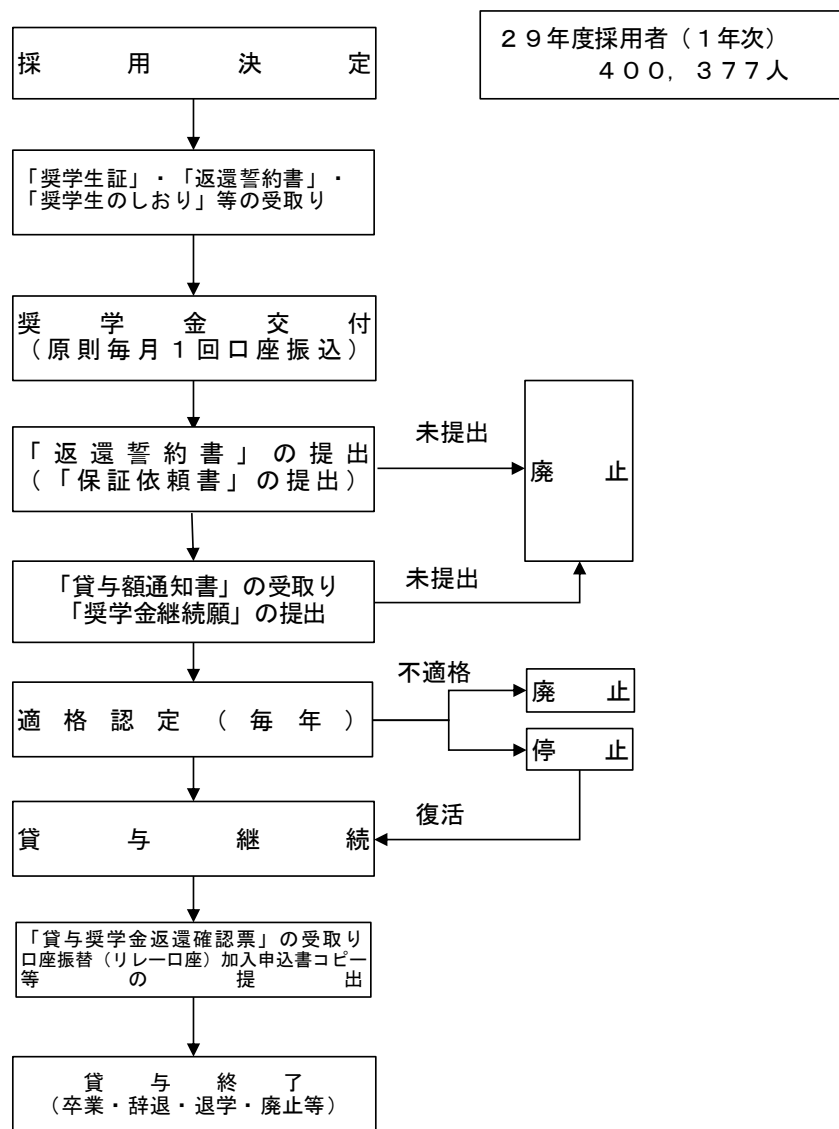 採用決定
２９年度採用者（１年次）
４００，３７７人
「奨学生証」・「返還誓約書」・
「奨学生のしおり」等の受取り
奨学金交付
（原則毎月１回口座振込）
「返還誓約書」の提出
（「保証依頼書」の提出）
未提出
廃止
「貸与額通知書」の受取り
「奨学金継続願」の提出
未提出
適格認定（毎年）
不適格
廃止
停止
貸与継続
復活
「貸与奨学金返還確認票」の受取り
口座振替（リレー口座）加入申込書コピー
等の提出
貸与終了
（卒業・辞退・退学・廃止等）